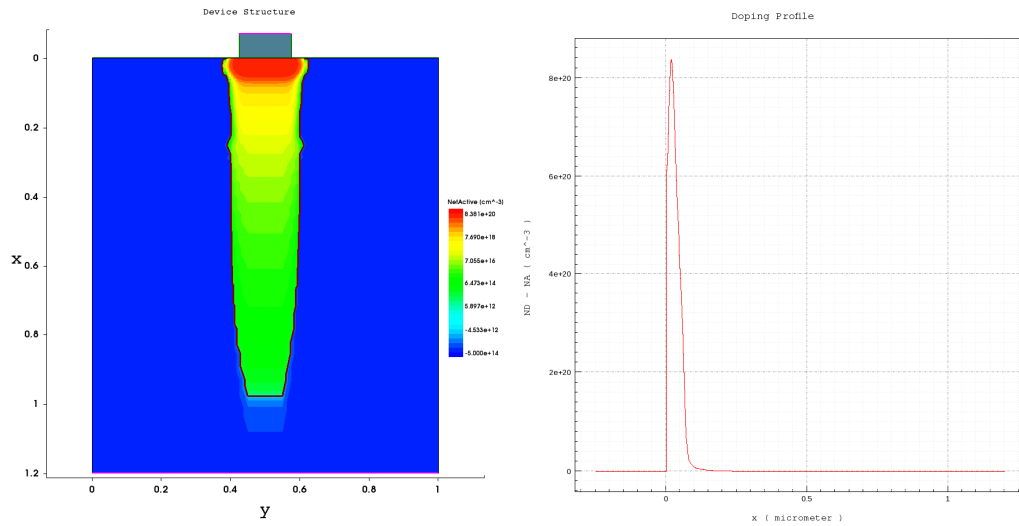 Device Structure
0
0.2
0.4
0.6
0.8
1
1.2
x
0
0.2
0.4
0.6
0.8
1
y
NetActive (cm^-3)
8.381e+20
7.690e+18
7.055e+16
6.473e+14
5.897e+12
-4.533e+12
-5.000e+14
Doping Profile
8e+20
6e+20
4e+20
2e+20
0
ND - NA ( cm^-3 )
0
0.5
1
x ( micrometer )